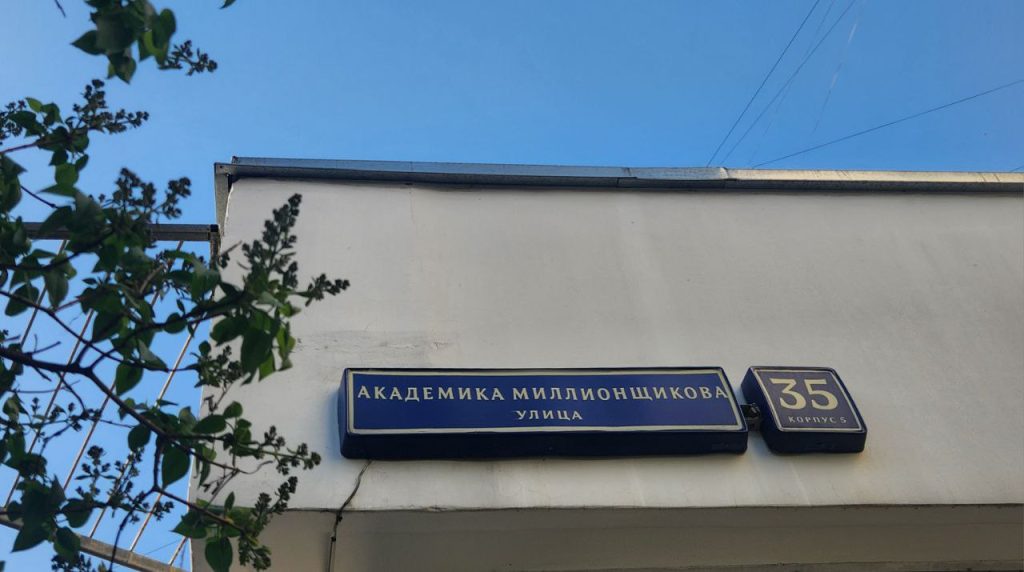 АКАДЕМИКА МИЛЛИОНЩИКОВА
УЛИЦА
35
КОРПУС 5